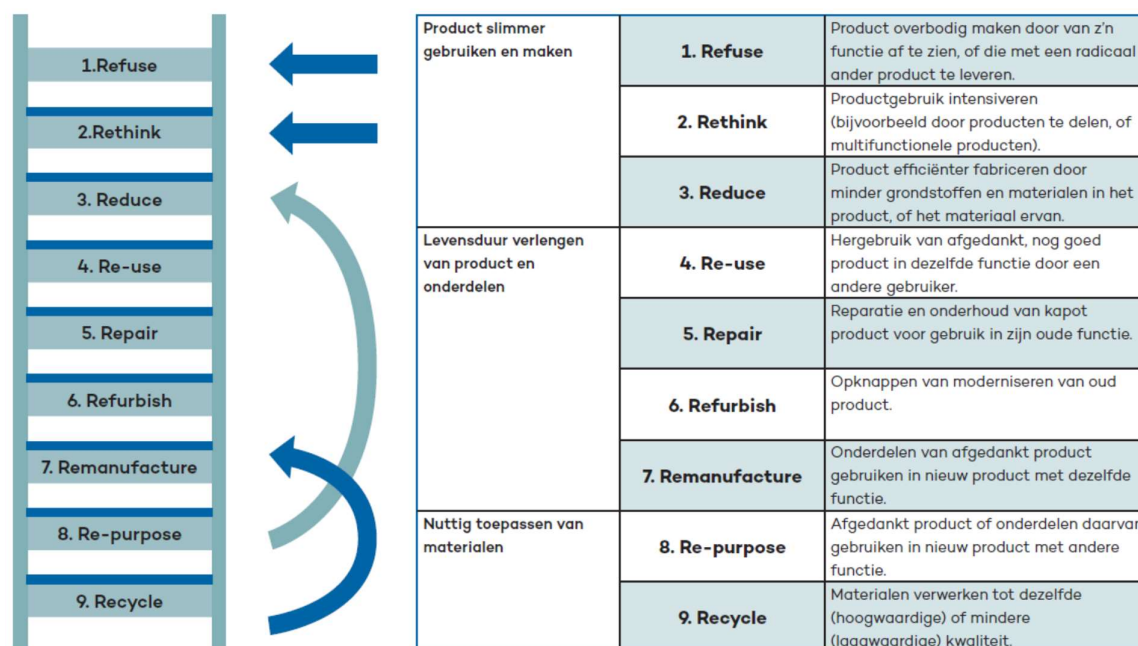 1.Refuse
2.Rethink
3. Reduce
4. Re-use
5. Repair
6. Refurbish
7. Remanufacture
8. Re-purpose
9. Recycle
Product slimmer
gebruiken en maken
1. Refuse
Product overbodig maken door van z'n
functie af te zien, of die met een radicaal
ander product te leveren.
2. Rethink
Productgebruik intensiveren
(bijvoorbeeld door producten te delen, of
multifunctionele producten).
3. Reduce
Product efficiënter fabriceren door
minder grondstoffen en materialen in het
product, of het materiaal ervan.
Levensduur verlengen
van product en
onderdelen
4. Re-use
Hergebruik van afgedankt, nog goed
product in dezelfde functie door een
andere gebruiker.
5. Repair
Reparatie en onderhoud van kapot
product voor gebruik in zijn oude functie.
6. Refurbish
Opknappen van moderniseren van oud
product.
7. Remanufacture
Onderdelen van afgedankt product
gebruiken in nieuw product met dezelfde
functie.
Nuttig toepassen van
materialen
8. Re-purpose
Afgedankt product of onderdelen daarvan
gebruiken in nieuw product met andere
functie.
9. Recycle
Materialen verwerken tot dezelfde
(hoogwaardige) of mindere
(laagwaardige) kwaliteit.